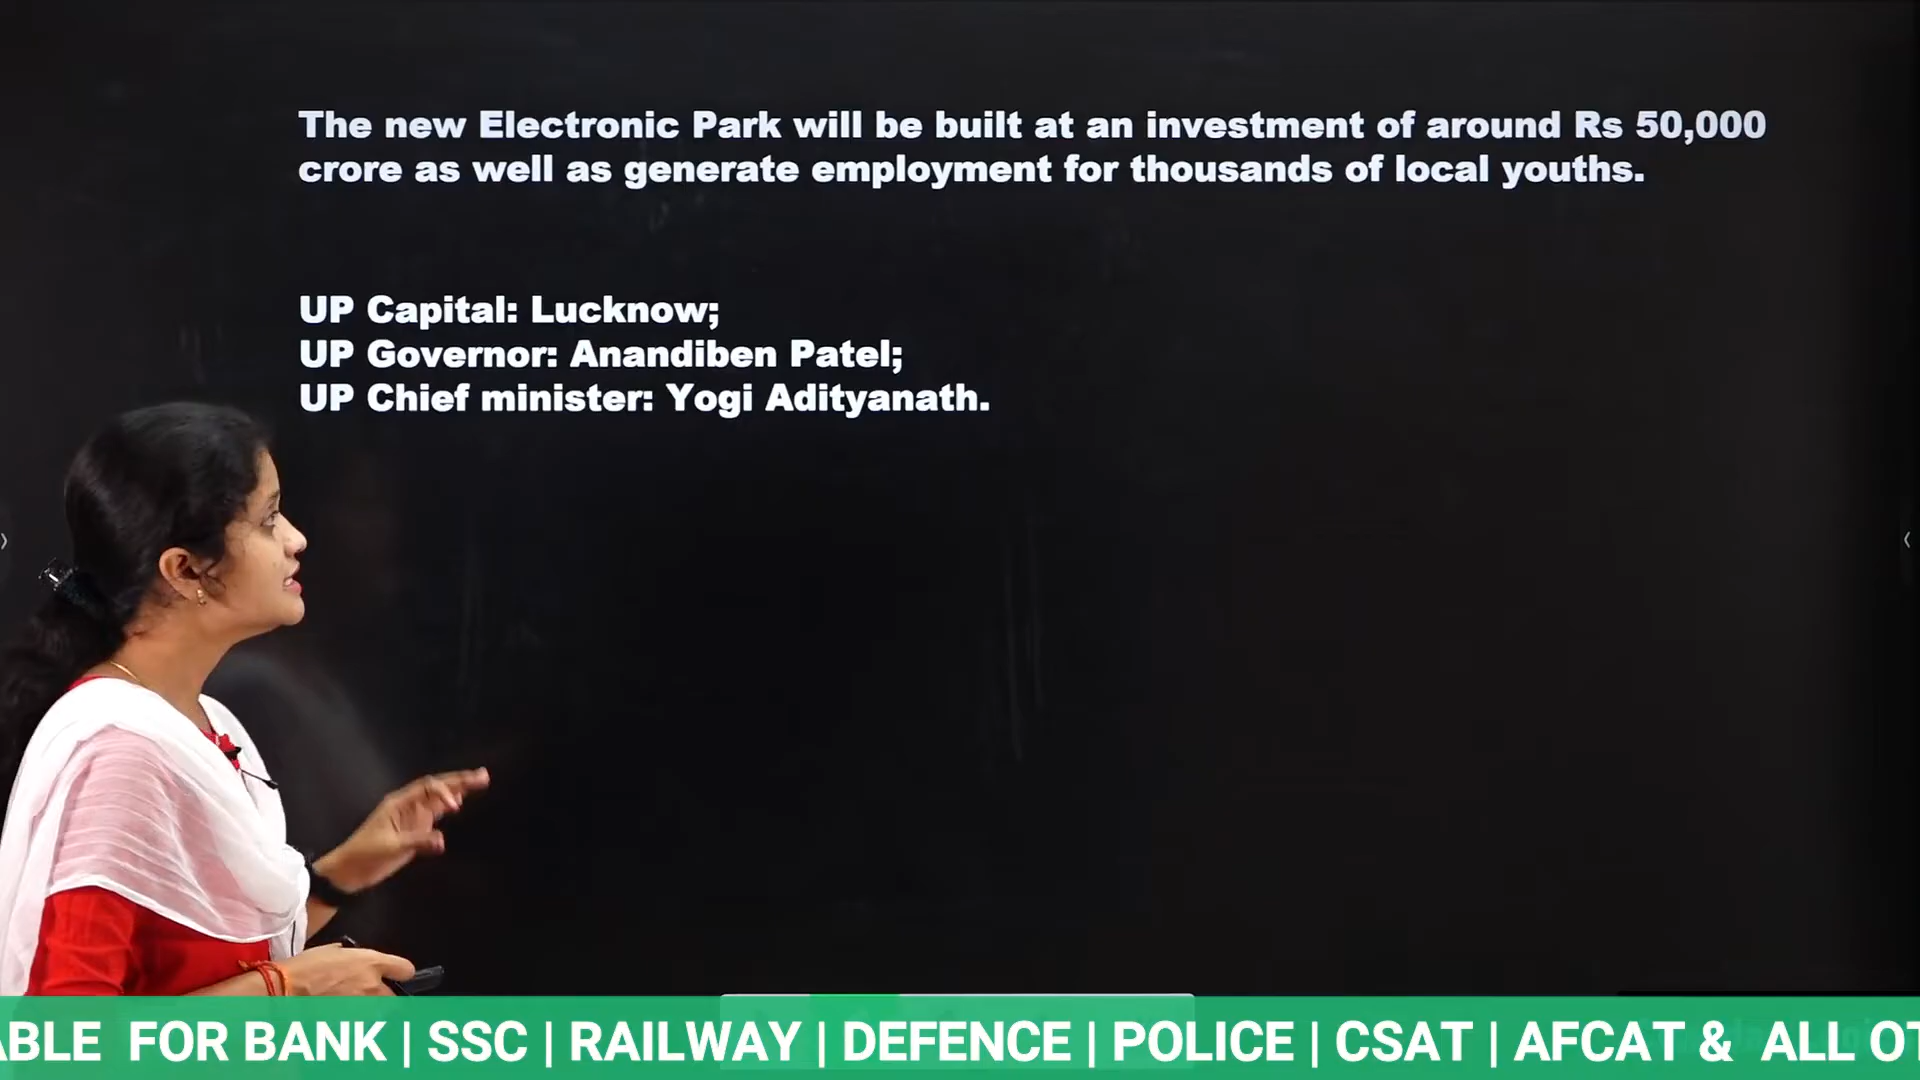 The new Electronic Park will be built at an investment of around Rs 50,000
crore as well as generate employment for thousands of local youths.
UP Capital: Lucknow;
UP Governor: Anandiben Patel;
UP Chief minister: Yogi Adityanath.
FOR BANK | SSC | RAILWAY | DEFENCE | POLICE | CSAT | AFCAT & ALL